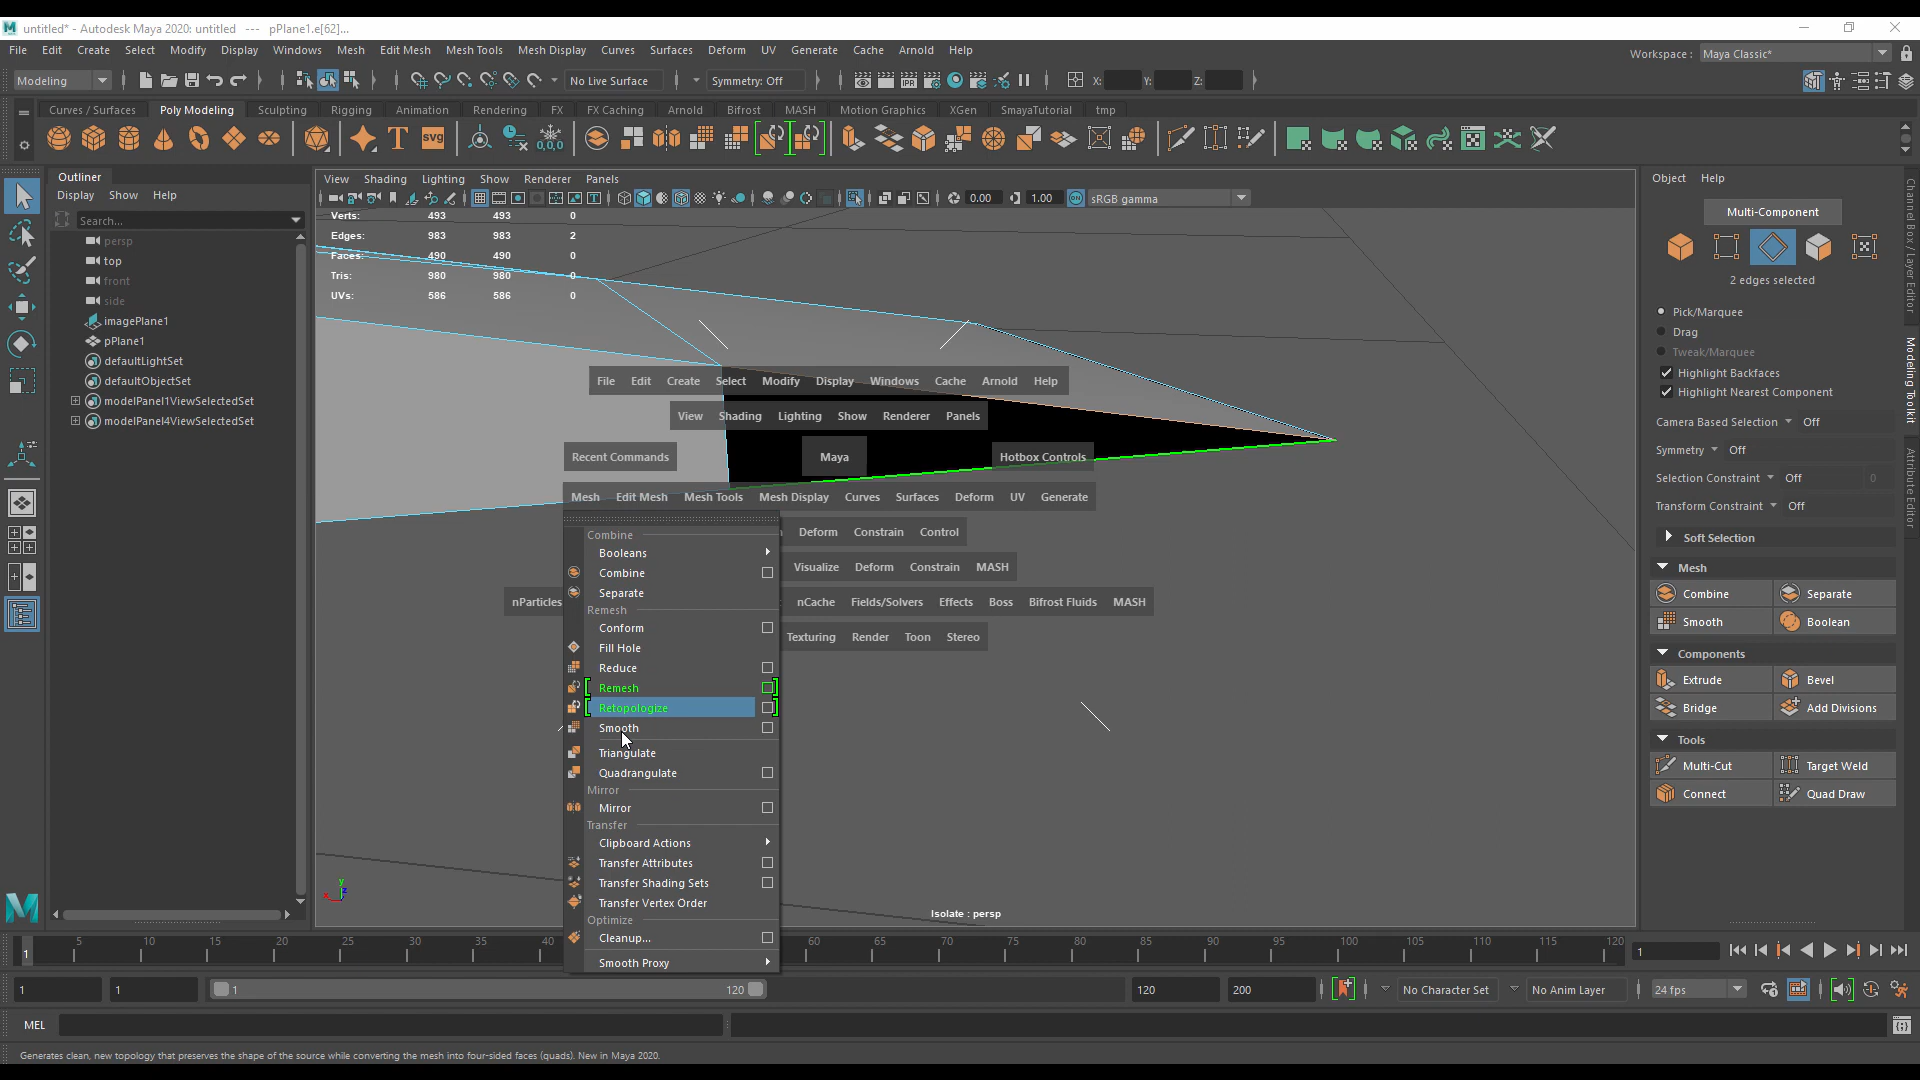 untitled* - Autodesk Maya 2020: untitled --- pPlane1.e[62]...
File Edit Create Select Modify Display Windows Mesh Edit Mesh Mesh Tools Mesh Display Curves Surfaces Deform UV Generate Cache Arnold Help
Workspace : Maya Classic*
Modeling No Live Surface Symmetry: Off X: Y: Z:
Curves / Surfaces Poly Modeling Sculpting Rigging Animation Rendering FX FX Caching Arnold Bifrost MASH Motion Graphics XGen SmayaTutorial tmp
T SVG 0,0,0
Outliner
Display Show Help
Search...
persp
top
front
side
imagePlane1
pPlane1
defaultLightSet
defaultObjectSet
modelPanel1ViewSelectedSet
modelPanel4ViewSelectedSet
View Shading Lighting Show Renderer Panels
IPR
0.00 1.00 sRGB gamma
Verts: 493 493 0
Edges: 983 983 2
Faces: 490 490 0
Tris: 980 980 0
UVs: 586 586 0
File Edit Create Select Modify Display Windows Cache Arnold Help
View Shading Lighting Show Renderer Panels
Recent Commands Maya Hotbox Controls
Mesh Edit Mesh Mesh Tools Mesh Display Curves Surfaces Deform UV Generate
Deform Constrain Control
Visualize Deform Constrain MASH
nParticles nCache Fields/Solvers Effects Boss Bifrost Fluids MASH
Texturing Render Toon Stereo
Combine
Booleans
Combine
Separate
Remesh
Conform
Fill Hole
Reduce
Remesh
Retopologize
Smooth
Triangulate
Quadrangulate
Mirror
Mirror
Transfer
Clipboard Actions
Transfer Attributes
Transfer Shading Sets
Transfer Vertex Order
Optimize
Cleanup...
Smooth Proxy
Isolate : persp
y
x z
Object Help
Multi-Component
2 edges selected
Pick/Marquee
Drag
Tweak/Marquee
Highlight Backfaces
Highlight Nearest Component
Camera Based Selection Off
Symmetry Off
Selection Constraint Off 0
Transform Constraint Off
Soft Selection
Mesh
Combine Separate
Smooth Boolean
Components
Extrude Bevel
Bridge Add Divisions
Tools
Multi-Cut Target Weld
Connect Quad Draw
Channel Box / Layer Editor
Modeling Toolkit
Attribute Editor
1 5 10 15 20 25 30 35 40 60 65 70 75 80 85 90 95 100 105 110 115 120 1
1 1 1 120 120 200 No Character Set No Anim Layer 24 fps
MEL
Generates clean, new topology that preserves the shape of the source while converting the mesh into four-sided faces (quads). New in Maya 2020.